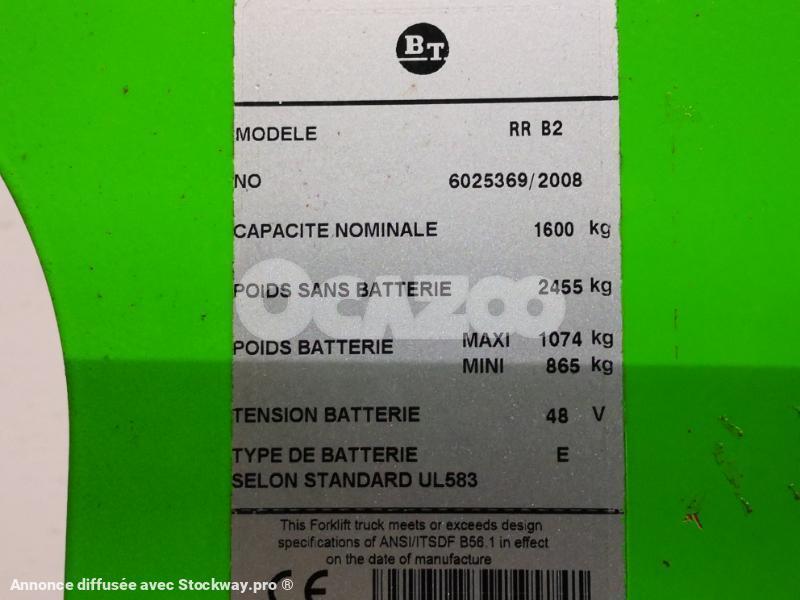 BT
MODELE RR B2
NO 6025369/2008
CAPACITE NOMINALE 1600 kg
POIDS SANS BATTERIE 2455 kg
OCAZOO
POIDS BATTERIE MAXI 1074 kg
MINI 865 kg
TENSION BATTERIE 48 V
TYPE DE BATTERIE E
SELON STANDARD UL583
This Forklift truck meets or exceeds design
specifications of ANSI/ITSDF B56.1 in effect
on the date of manufacture
CE
Annonce diffusée avec Stockway.pro ®